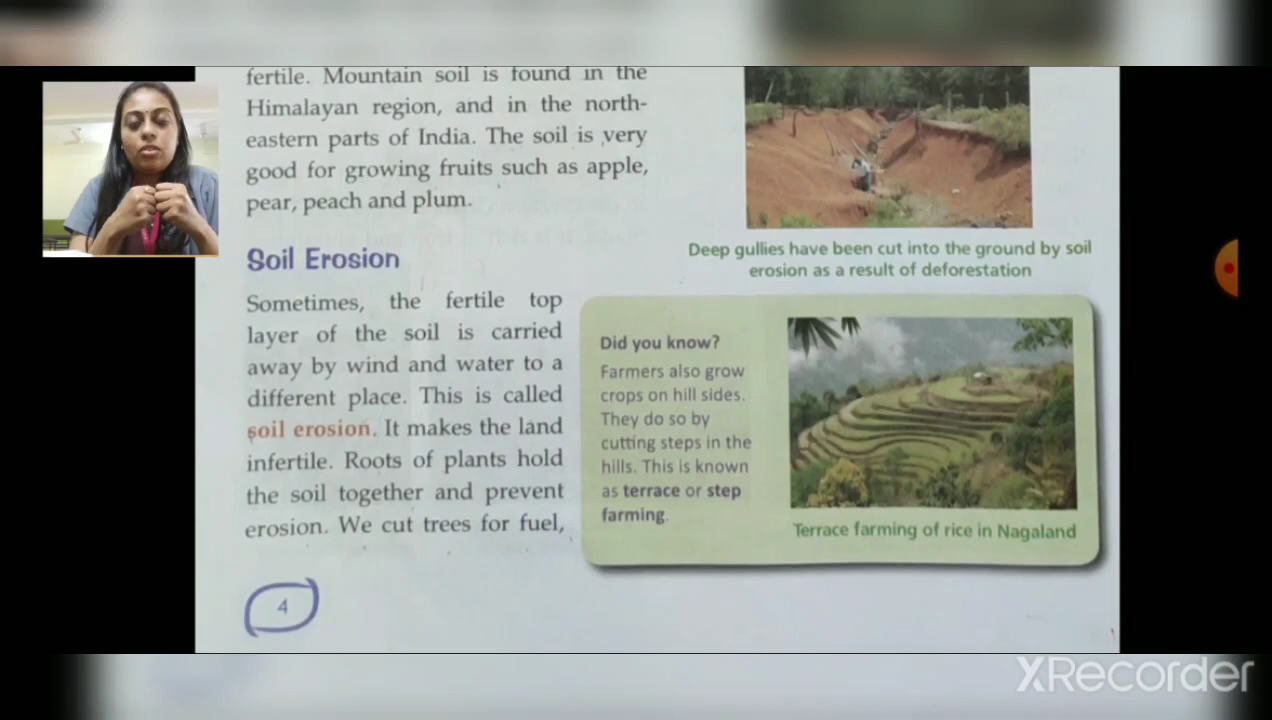 fertile. Mountain soil is found in the
Himalayan region, and in the north-
eastern parts of India. The soil is very
good for growing fruits such as apple,
pear, peach and plum.
Soil Erosion
Sometimes, the fertile top
layer of the soil is carried
away by wind and water to a
different place. This is called
soil erosion. It makes the land
infertile. Roots of plants hold
the soil together and prevent
erosion. We cut trees for fuel,
4
Deep gullies have been cut into the ground by soil
erosion as a result of deforestation
Did you know?
Farmers also grow
crops on hill sides.
They do so by
cutting steps in the
hills. This is known
as terrace or step
farming.
Terrace farming of rice in Nagaland
XRecorder